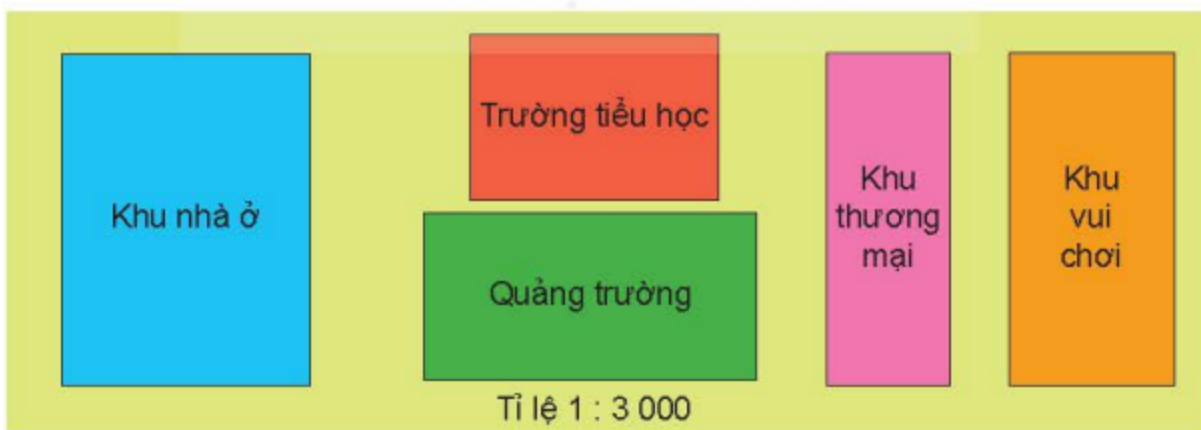 Khu nhà ở
Trường tiểu học
Quảng trường
Khu
thương
mại
Khu
vui
chơi
Tỉ lệ 1 : 3 000